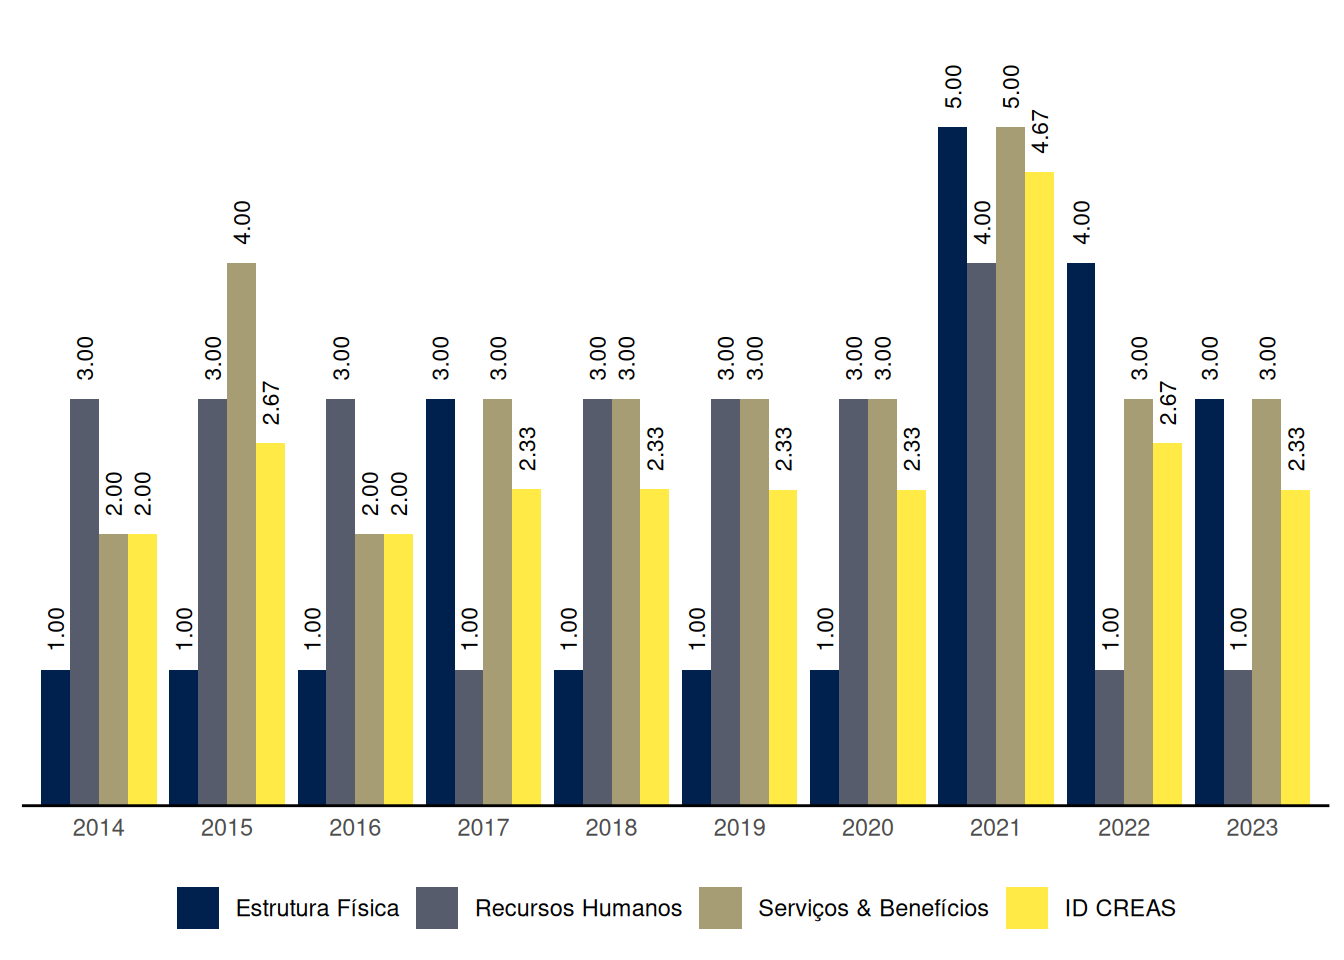 5.00 5.00
4.67
4.00 4.00 4.00
3.00 3.00 3.00 3.00 3.00 3.00 3.00 3.00 3.00 3.00 3.00 3.00 3.00 3.00
2.67 2.67
2.33 2.33 2.33 2.33 2.33
2.00 2.00 2.00 2.00
1.00 1.00 1.00 1.00 1.00 1.00 1.00 1.00 1.00
2014 2015 2016 2017 2018 2019 2020 2021 2022 2023
Estrutura Física Recursos Humanos Serviços & Benefícios ID CREAS